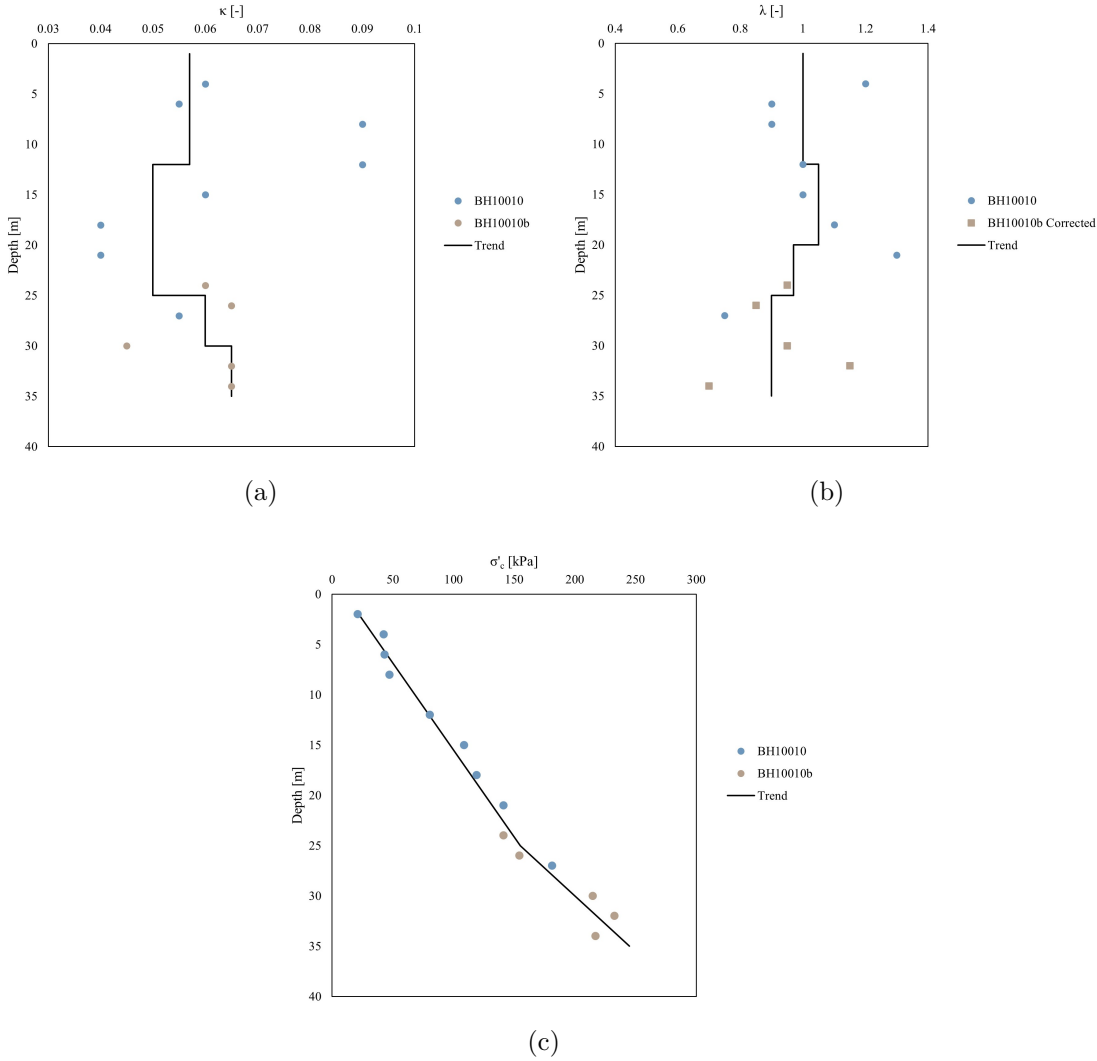 κ [-]
0.03 0.04 0.05 0.06 0.07 0.08 0.09 0.1
0
5
10
15
20
25
30
35
40
Depth [m]
BH10010
BH10010b
Trend
(a)
λ [-]
0.4 0.6 0.8 1 1.2 1.4
0
5
10
15
20
25
30
35
40
Depth [m]
BH10010
BH10010b Corrected
Trend
(b)
σ'c [kPa]
0 50 100 150 200 250 300
0
5
10
15
20
25
30
35
40
Depth [m]
BH10010
BH10010b
Trend
(c)